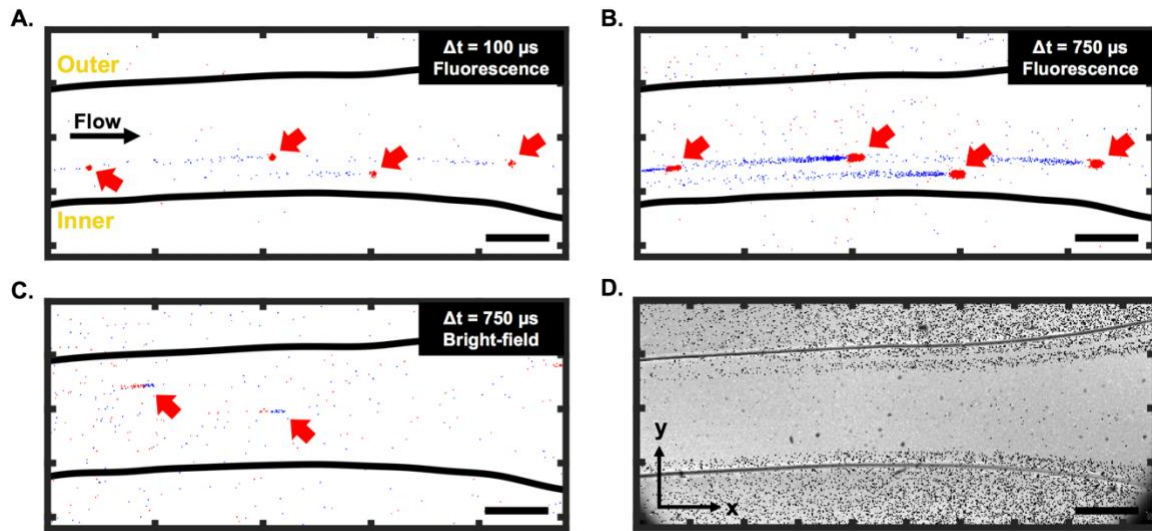 A.
Δt = 100 μs
Fluorescence
Outer
Flow
Inner
B.
Δt = 750 μs
Fluorescence
C.
Δt = 750 μs
Bright-field
D.
y
x